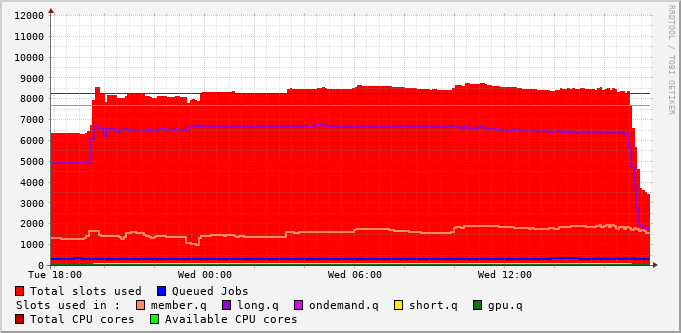 12000
11000
10000
9000
8000
7000
6000
5000
4000
3000
2000
1000
0
Tue 18:00 Wed 00:00 Wed 06:00 Wed 12:00
Total slots used Queued Jobs
Slots used in : member.q long.q ondemand.q short.q gpu.q
Total CPU cores Available CPU cores
RRDTOOL / TOBI OETIKER